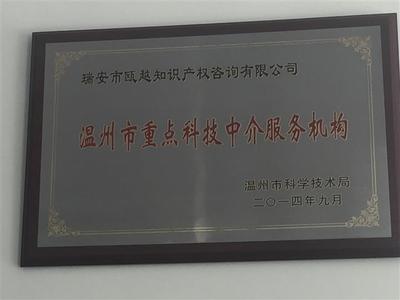 瑞安市瓯越知识产权咨询有限公司
温州市重点科技中介服务机构
温州市科学技术局
二〇一四年九月